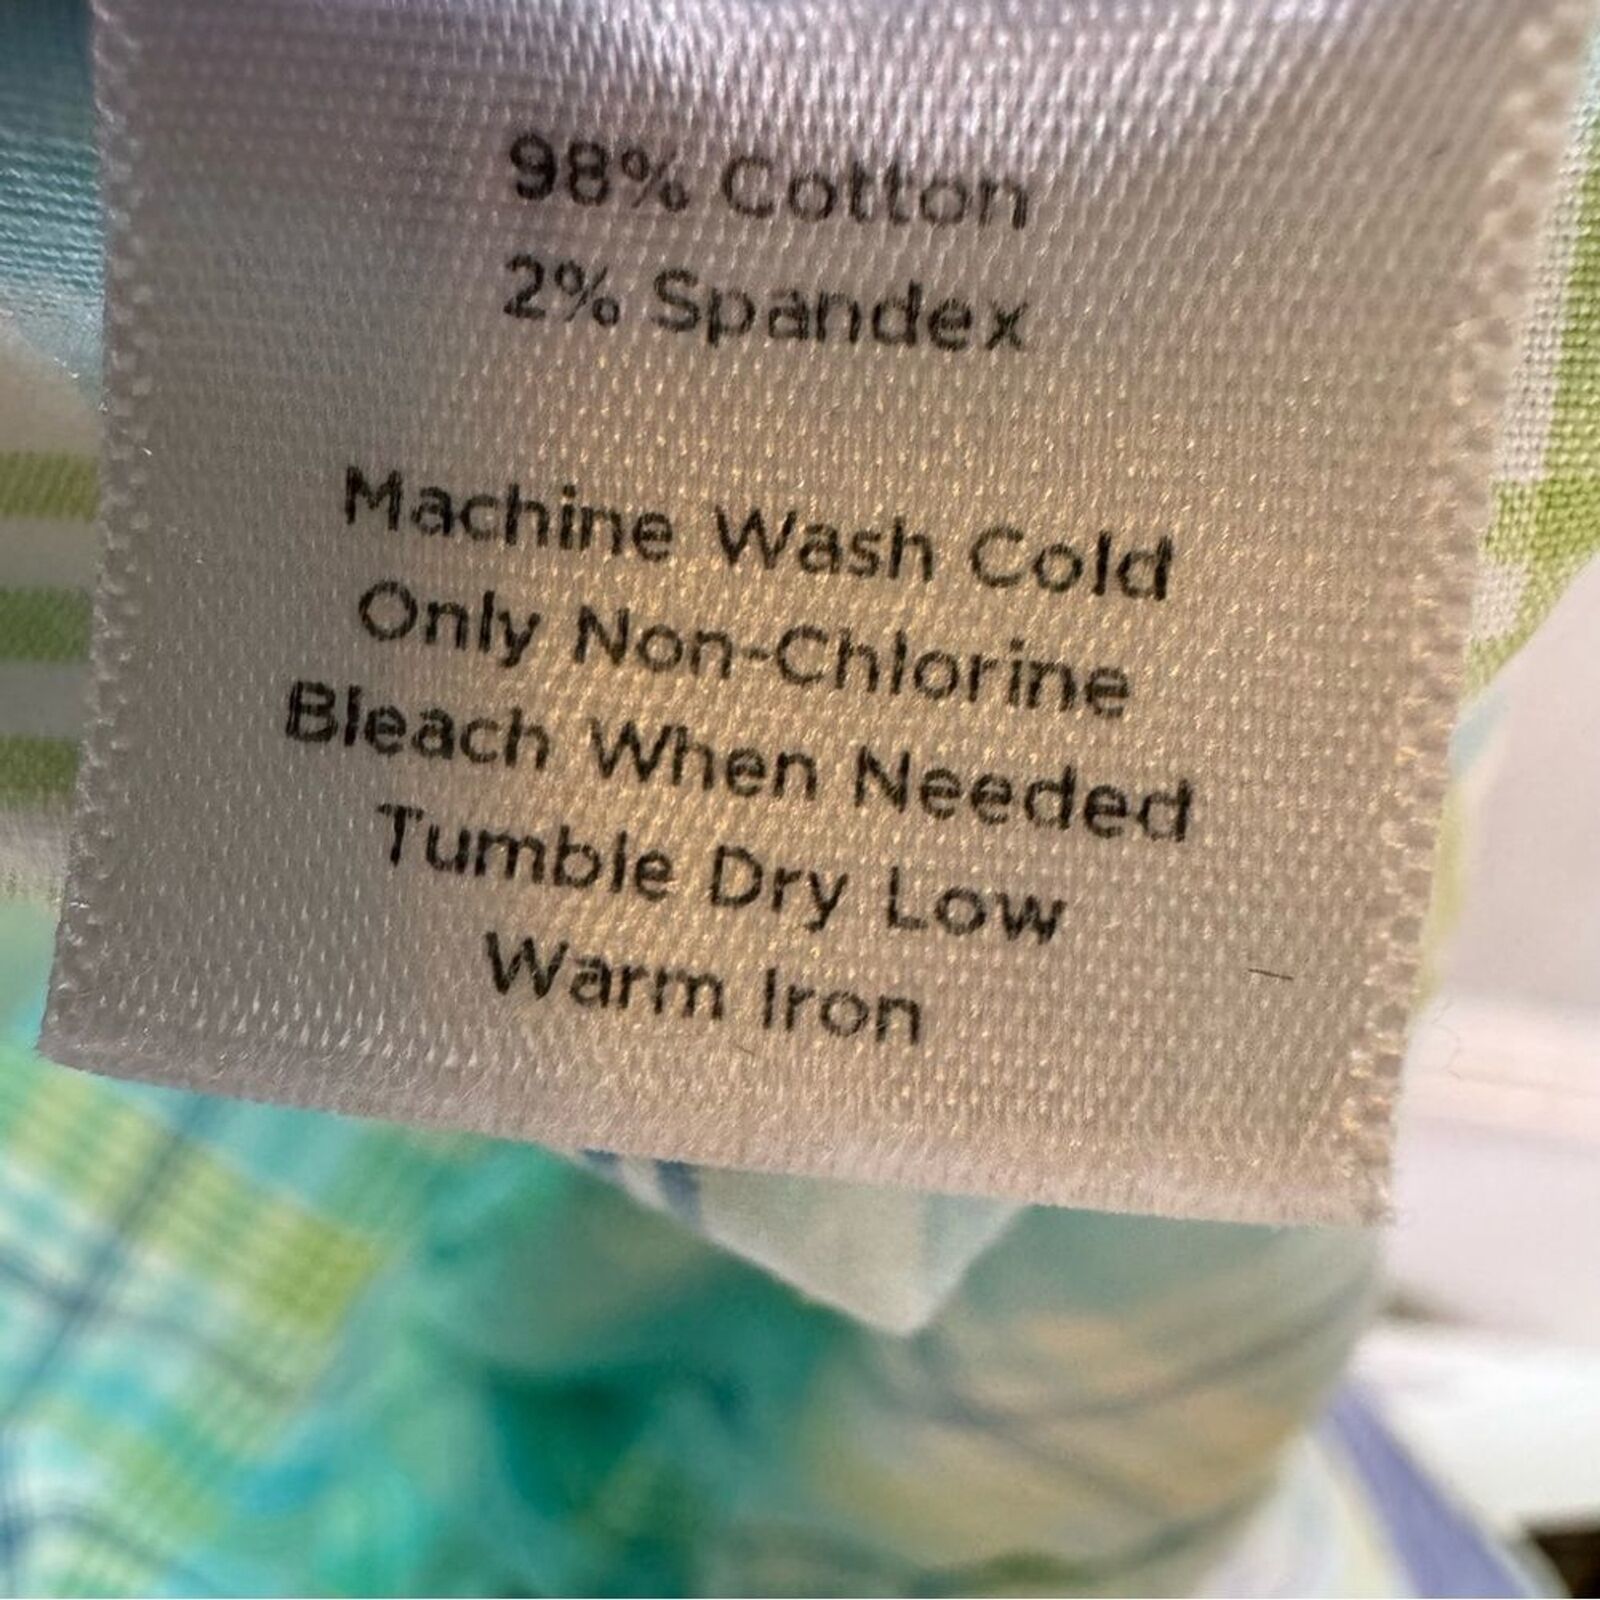 98% Cotton
2% Spandex
Machine Wash Cold
Only Non-Chlorine
Bleach When Needed
Tumble Dry Low
Warm Iron